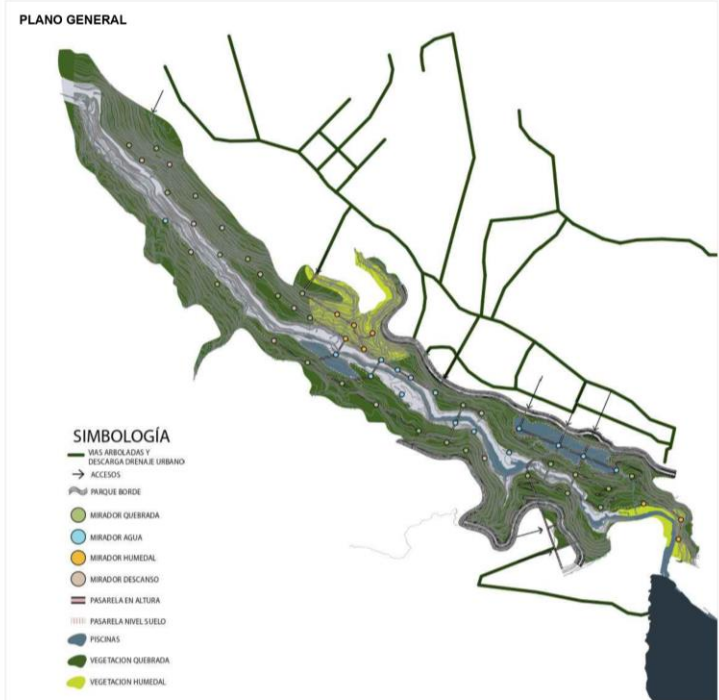 PLANO GENERAL
SIMBOLOGÍA
VIAS ARBOLADAS Y
DESCARGA DRENAJE URBANO
ACCESOS
PARQUE BORDE
MIRADOR QUEBRADA
MIRADOR AGUA
MIRADOR HUMEDAL
MIRADOR DESCANSO
PASARELA EN ALTURA
PASARELA NIVEL SUELO
PISCINAS
VEGETACION QUEBRADA
VEGETACION HUMEDAL